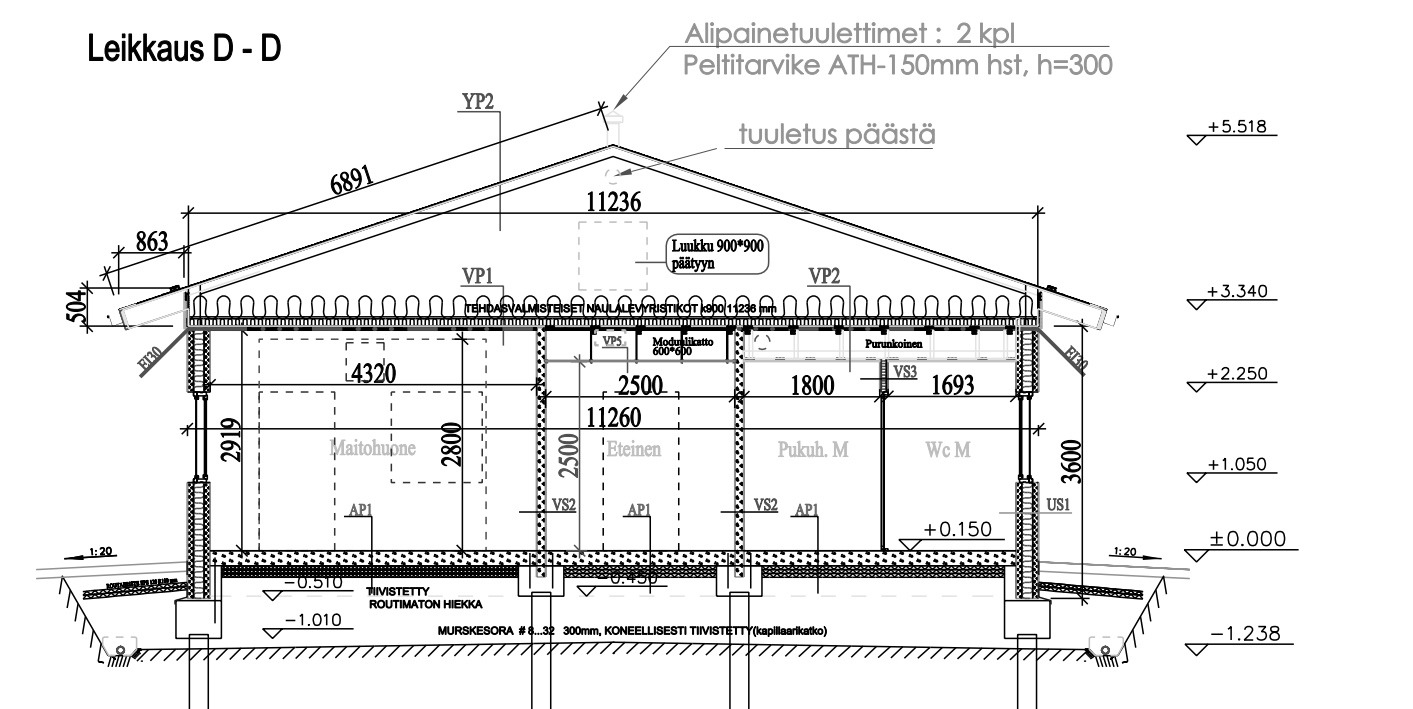 Leikkaus D - D
Alipainetuulettimet : 2 kpl
Peltitarvike ATH-150mm hst, h=300
YP2
tuuletus päästä
+5.518
6891
11236
863
Luukku 900*900
päätyyn
504
VP1
VP2
+3.340
TEHDASVALMISTEISET NAULALEVYRISTIKOT k900 11236 mm
EI30
VP5
Moduulikatto
600*600
Purunkoinen
EI30
4320
2500
1800
VS3
1693
+2.250
11260
2919
Maitohuone
2800
2500
Eteinen
Pukuh. M
Wc M
3600
+1.050
AP1
VS2
AP1
VS2
AP1
US1
+0.150
±0.000
1:20
1:20
-0.510
-0.450
TIIVISTETTY
ROUTIMATON HIEKKA
-1.010
MURSKESORA # 8...32 300mm, KONEELLISESTI TIIVISTETTY(kapillaarikatko)
-1.238